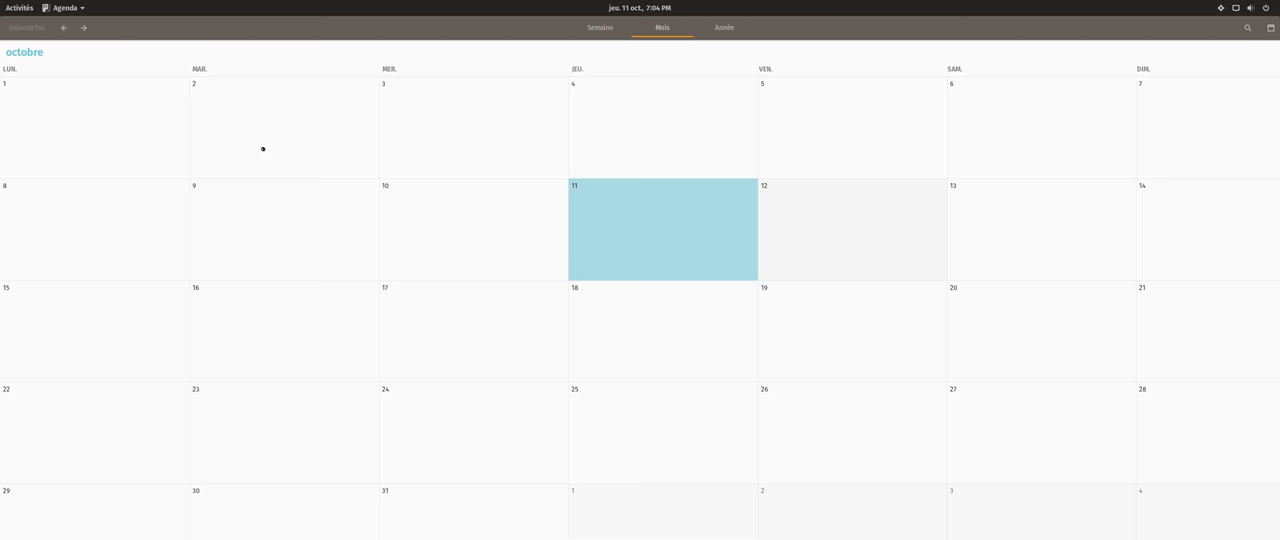 Activités Agenda jeu. 11 oct., 7:04 PM
Aujourd'hui Semaine Mois Année
octobre
LUN. MAR. MER. JEU. VEN. SAM. DIM.
1 2 3 4 5 6 7
8 9 10 11 12 13 14
15 16 17 18 19 20 21
22 23 24 25 26 27 28
29 30 31 1 2 3 4